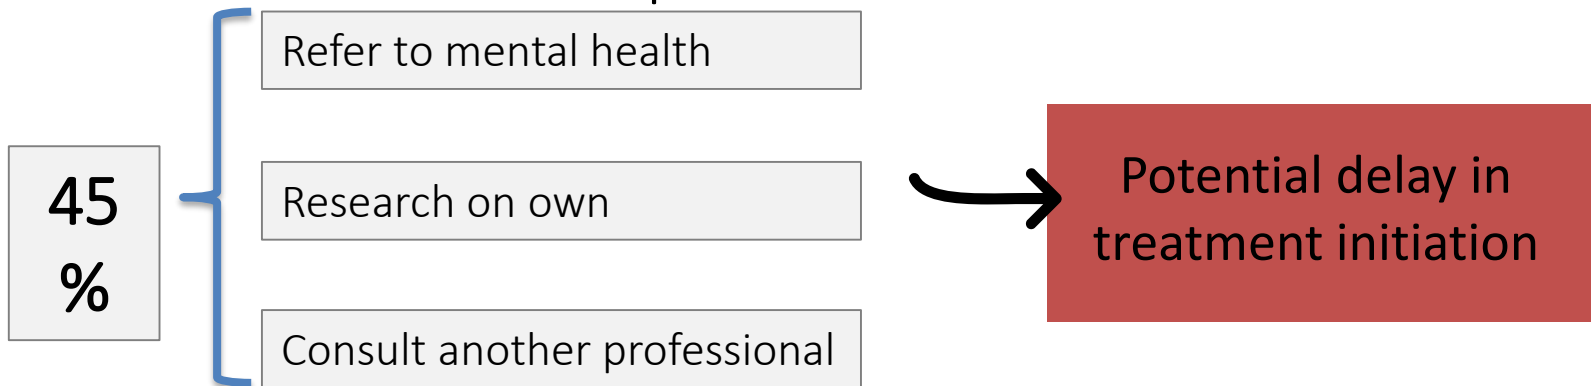 Refer to mental health
45
%
Research on own
Consult another professional
Potential delay in
treatment initiation